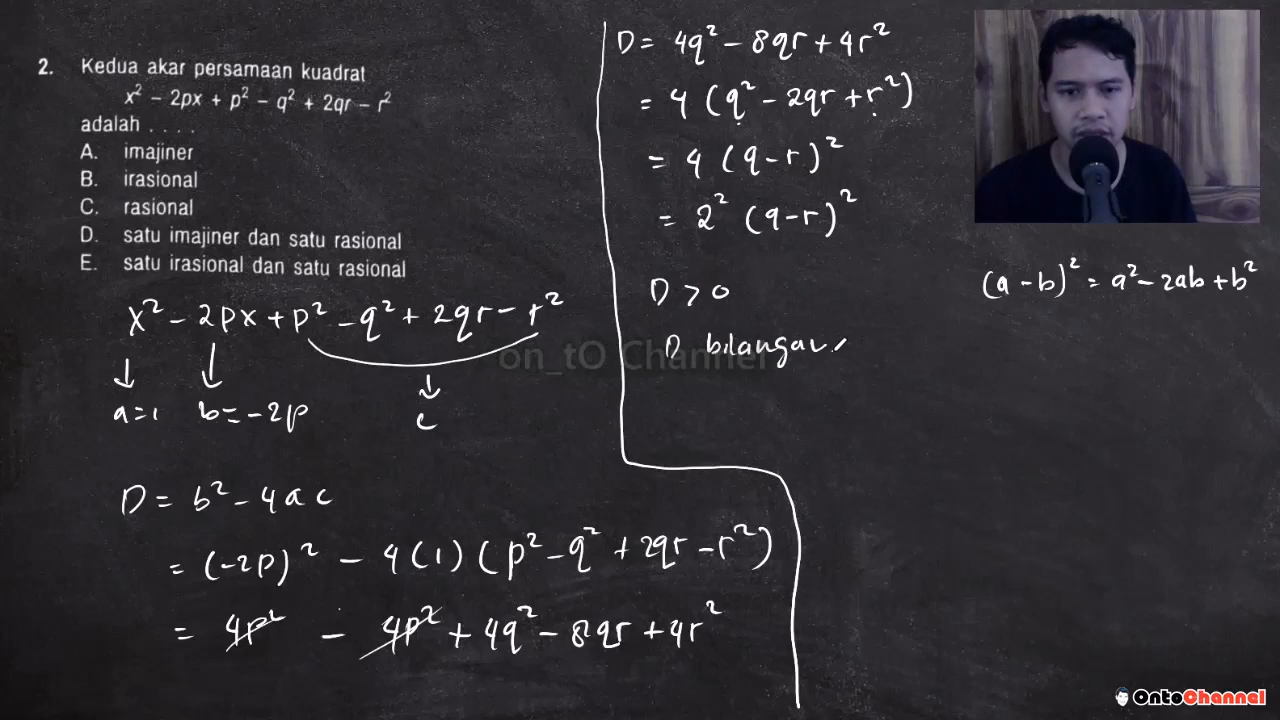 2. Kedua akar persamaan kuadrat
x² − 2px + p² − q² + 2qr − r²
adalah . . . .
A. imajiner
B. irasional
C. rasional
D. satu imajiner dan satu rasional
E. satu irasional dan satu rasional
x² − 2px + p² − q² + 2qr − r²
a = 1 b = −2p c
D = b² − 4ac
= (−2p)² − 4(1)(p² − q² + 2qr − r²)
= 4p² − 4p² + 4q² − 8qr + 4r²
D = 4q² − 8qr + 4r²
= 4(q² − 2qr + r²)
= 4(q−r)²
= 2²(q−r)²
D > 0
D bilangan
(a−b)² = a² − 2ab + b²
on_tO Channel
OntoChannel